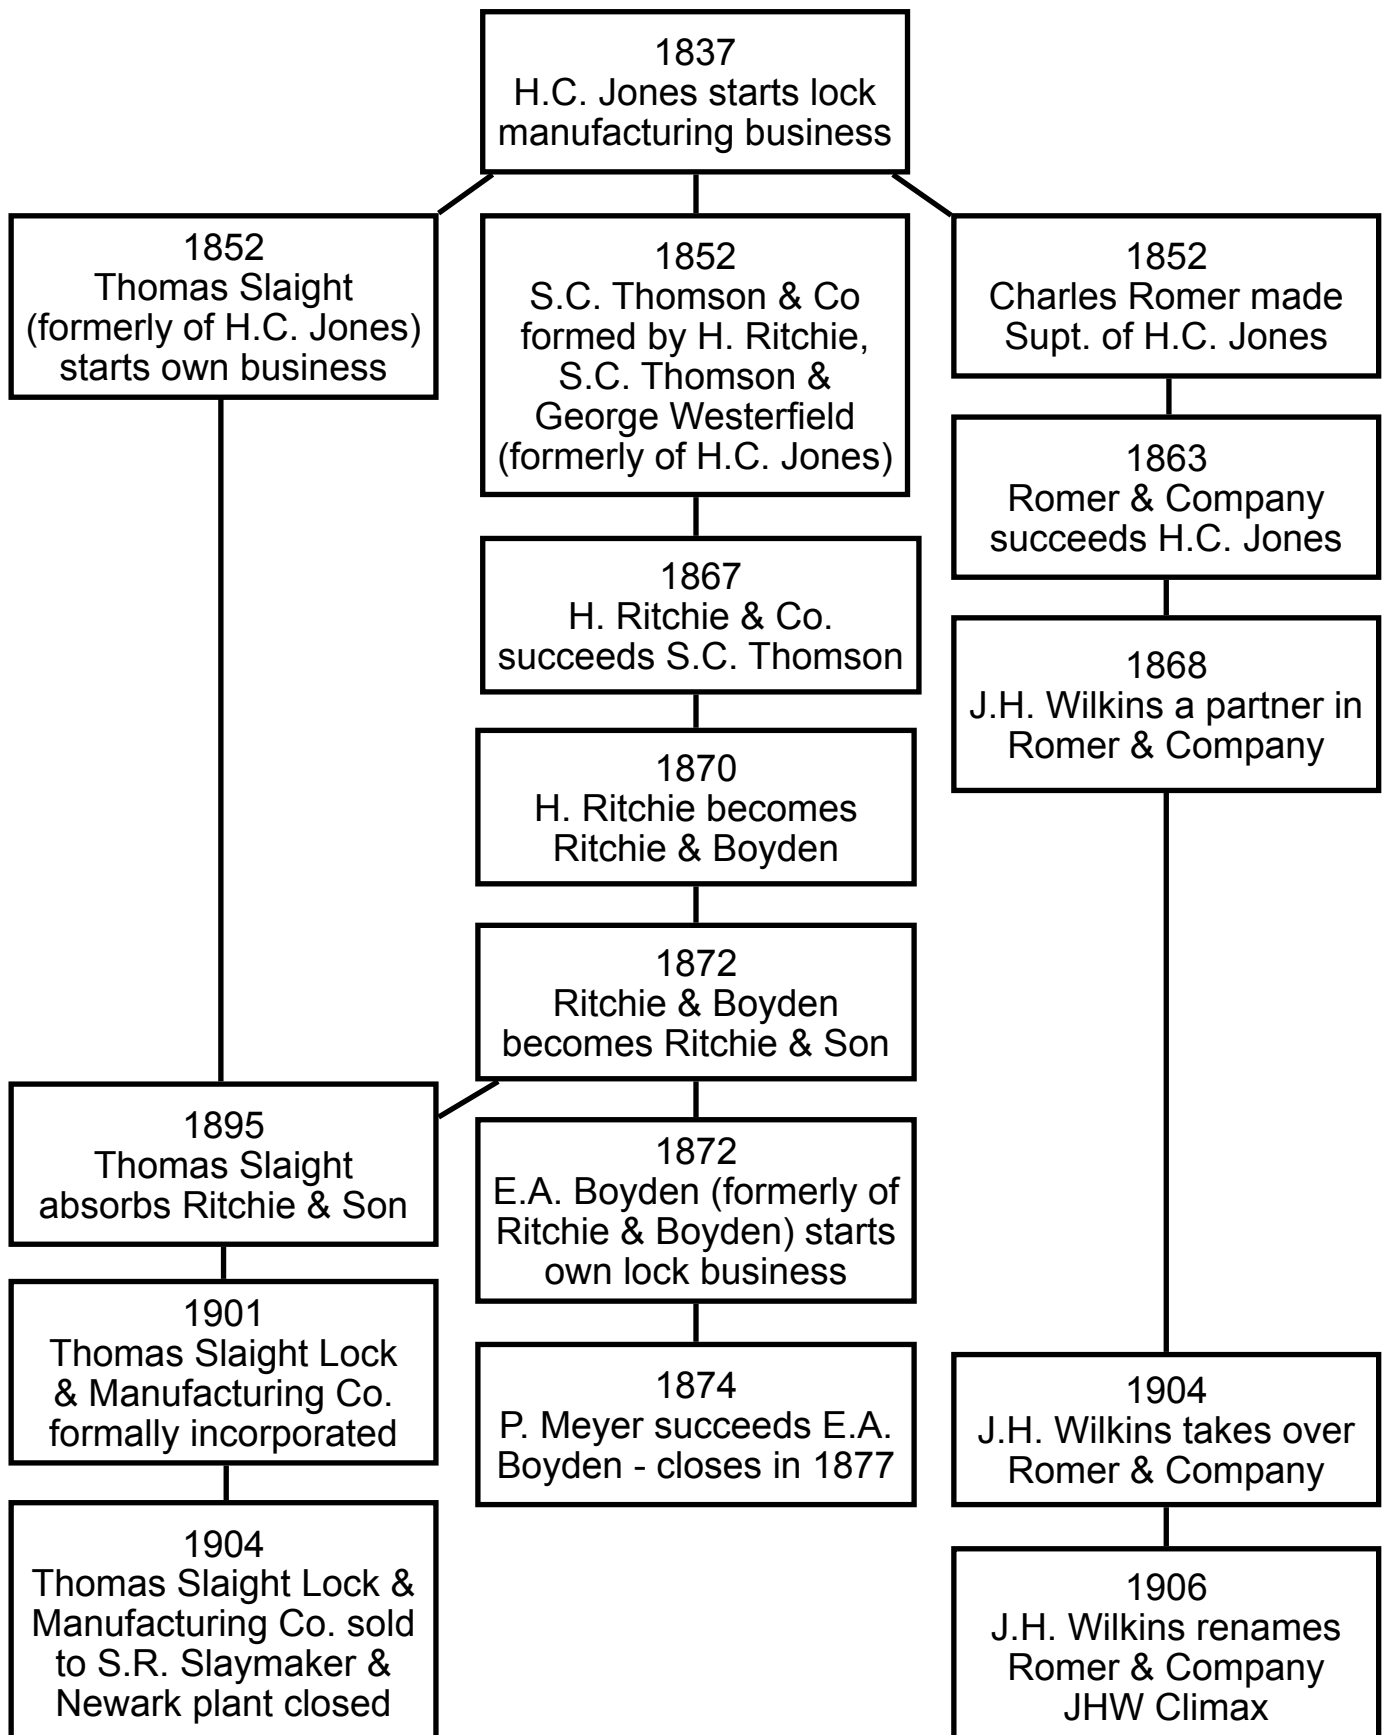 1837
H.C. Jones starts lock
manufacturing business
1852
Thomas Slaight
(formerly of H.C. Jones)
starts own business
1852
S.C. Thomson & Co
formed by H. Ritchie,
S.C. Thomson &
George Westerfield
(formerly of H.C. Jones)
1852
Charles Romer made
Supt. of H.C. Jones
1863
Romer & Company
succeeds H.C. Jones
1867
H. Ritchie & Co.
succeeds S.C. Thomson
1868
J.H. Wilkins a partner in
Romer & Company
1870
H. Ritchie becomes
Ritchie & Boyden
1872
Ritchie & Boyden
becomes Ritchie & Son
1895
Thomas Slaight
absorbs Ritchie & Son
1872
E.A. Boyden (formerly of
Ritchie & Boyden) starts
own lock business
1901
Thomas Slaight Lock
& Manufacturing Co.
formally incorporated
1874
P. Meyer succeeds E.A.
Boyden - closes in 1877
1904
J.H. Wilkins takes over
Romer & Company
1904
Thomas Slaight Lock &
Manufacturing Co. sold
to S.R. Slaymaker &
Newark plant closed
1906
J.H. Wilkins renames
Romer & Company
JHW Climax